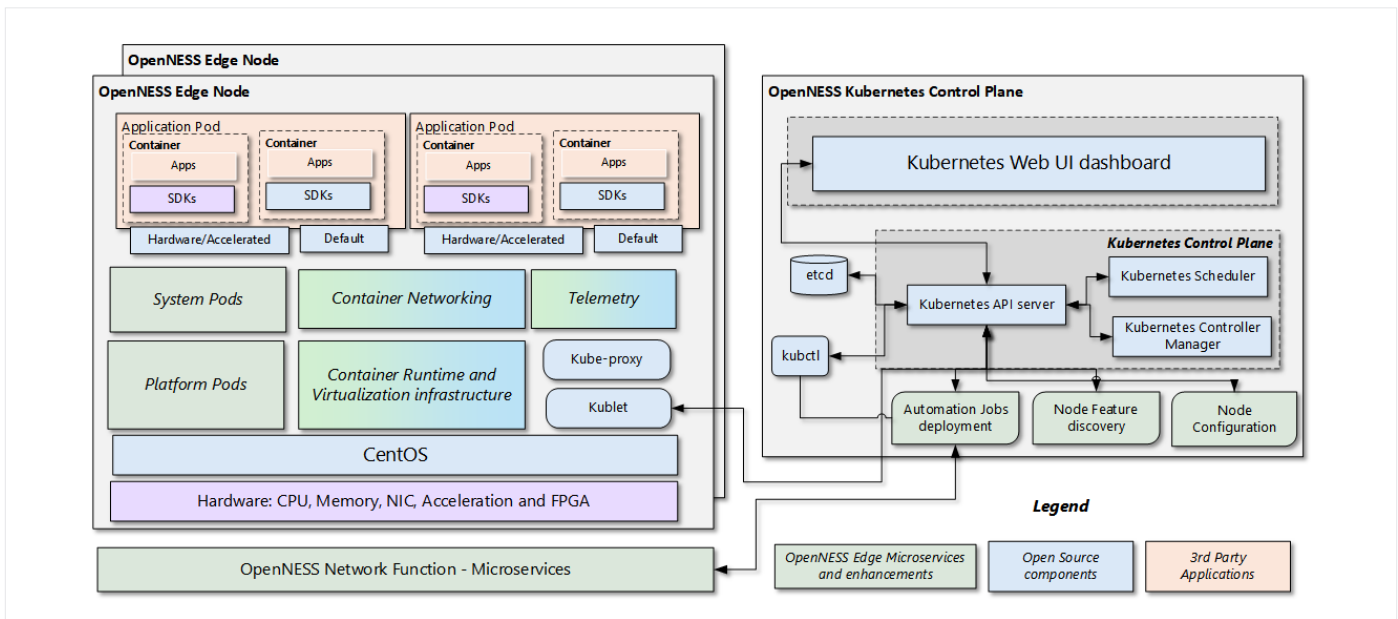 OpenNESS Edge Node
OpenNESS Edge Node
Application Pod
Container
Apps
SDKs
Container
Apps
SDKs
Hardware/Accelerated
Default
Application Pod
Container
Apps
SDKs
Container
Apps
SDKs
Hardware/Accelerated
Default
System Pods
Container Networking
Telemetry
Platform Pods
Container Runtime and
Virtualization infrastructure
Kube-proxy
Kublet
CentOS
Hardware: CPU, Memory, NIC, Acceleration and FPGA
OpenNESS Network Function - Microservices
OpenNESS Kubernetes Control Plane
Kubernetes Web UI dashboard
Kubernetes Control Plane
etcd
Kubernetes API server
Kubernetes Scheduler
Kubernetes Controller
Manager
kubctl
Automation Jobs
deployment
Node Feature
discovery
Node
Configuration
Legend
OpenNESS Edge Microservices
and enhancements
Open Source
components
3rd Party
Applications